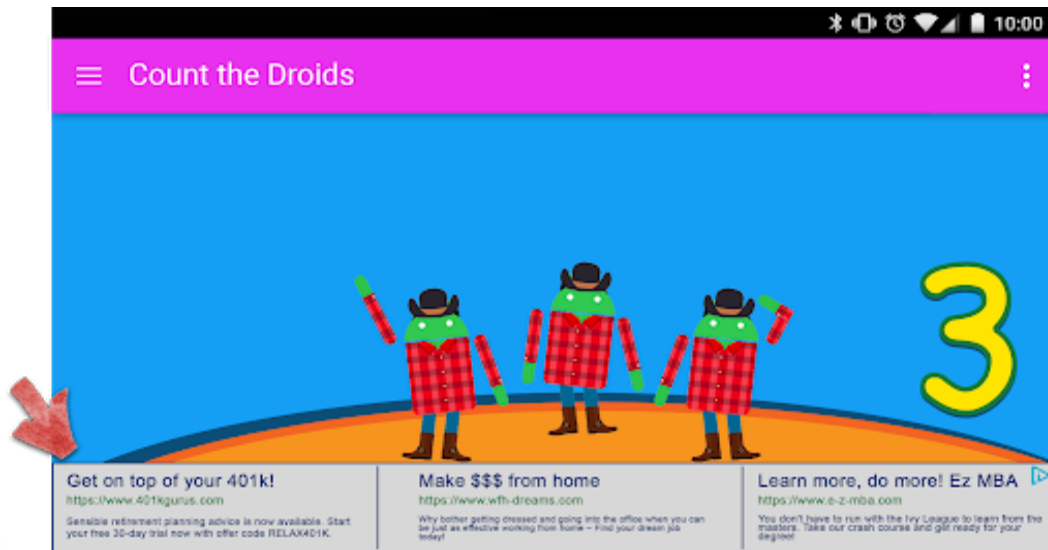 10:00
Count the Droids
3
Get on top of your 401k!
https://www.401kgurus.com
Sensible retirement planning advice is now available. Start
your free 30-day trial now with offer code RELAX401K.
Make $$$ from home
https://www.wfh-dreams.com
Why bother getting dressed and going into the office when you can
be just as effective working from home – Find your dream job
today!
Learn more, do more! Ez MBA
https://www.e-z-mba.com
You don't have to run with the Ivy League to learn from the
masters. Take our crash course and get ready for your
degree!